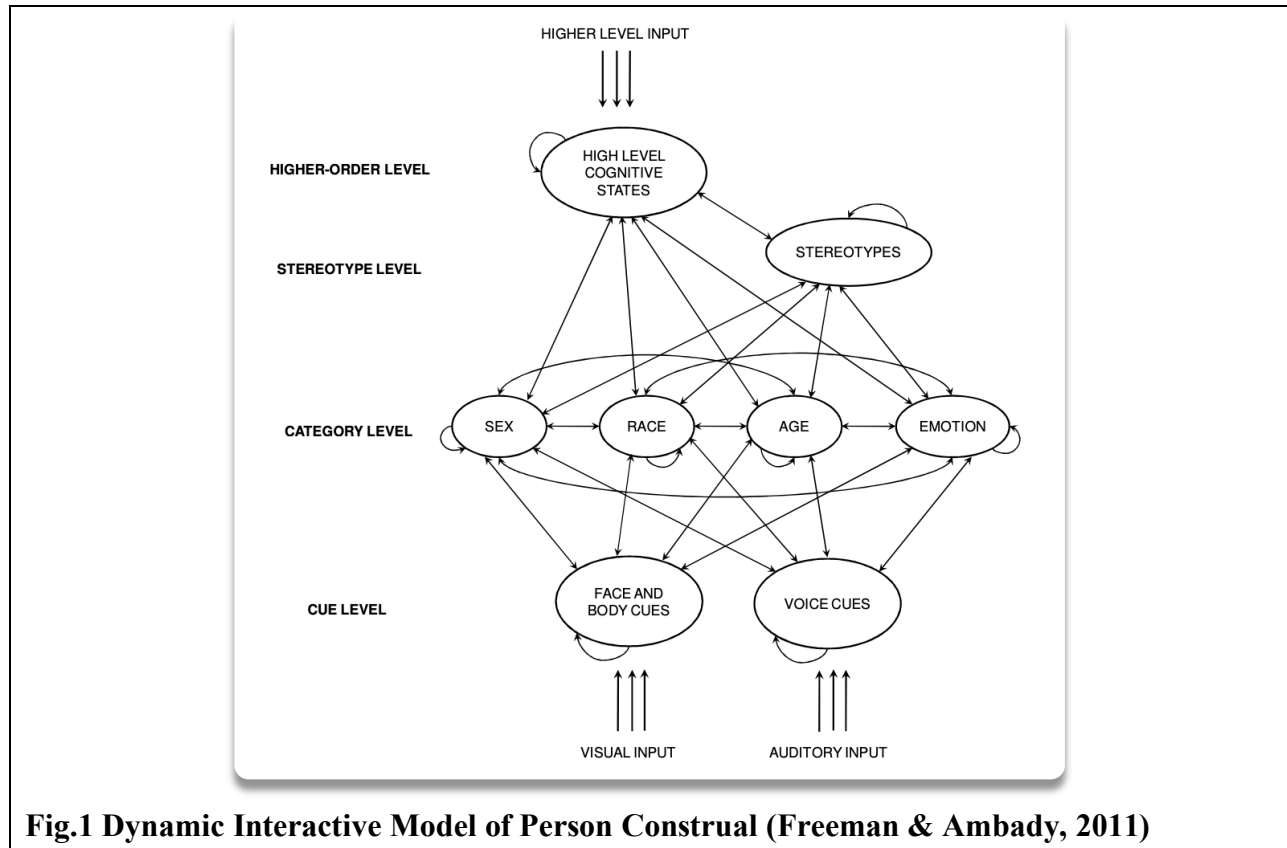 HIGHER LEVEL INPUT
HIGHER-ORDER LEVEL
HIGH LEVEL
COGNITIVE
STATES
STEREOTYPES
STEREOTYPE LEVEL
CATEGORY LEVEL
SEX
RACE
AGE
EMOTION
CUE LEVEL
FACE AND
BODY CUES
VOICE CUES
VISUAL INPUT
AUDITORY INPUT
Fig.1 Dynamic Interactive Model of Person Construal (Freeman & Ambady, 2011)